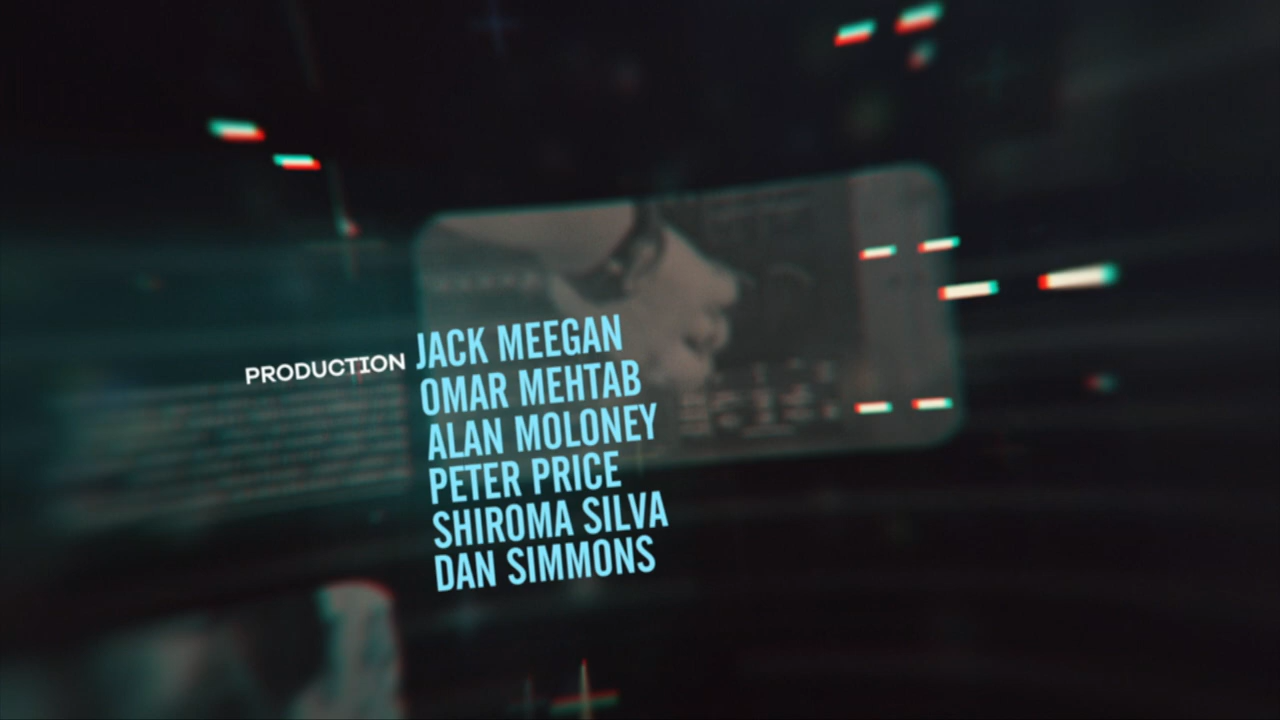 PRODUCTION
JACK MEEGAN
OMAR MEHTAB
ALAN MOLONEY
PETER PRICE
SHIROMA SILVA
DAN SIMMONS